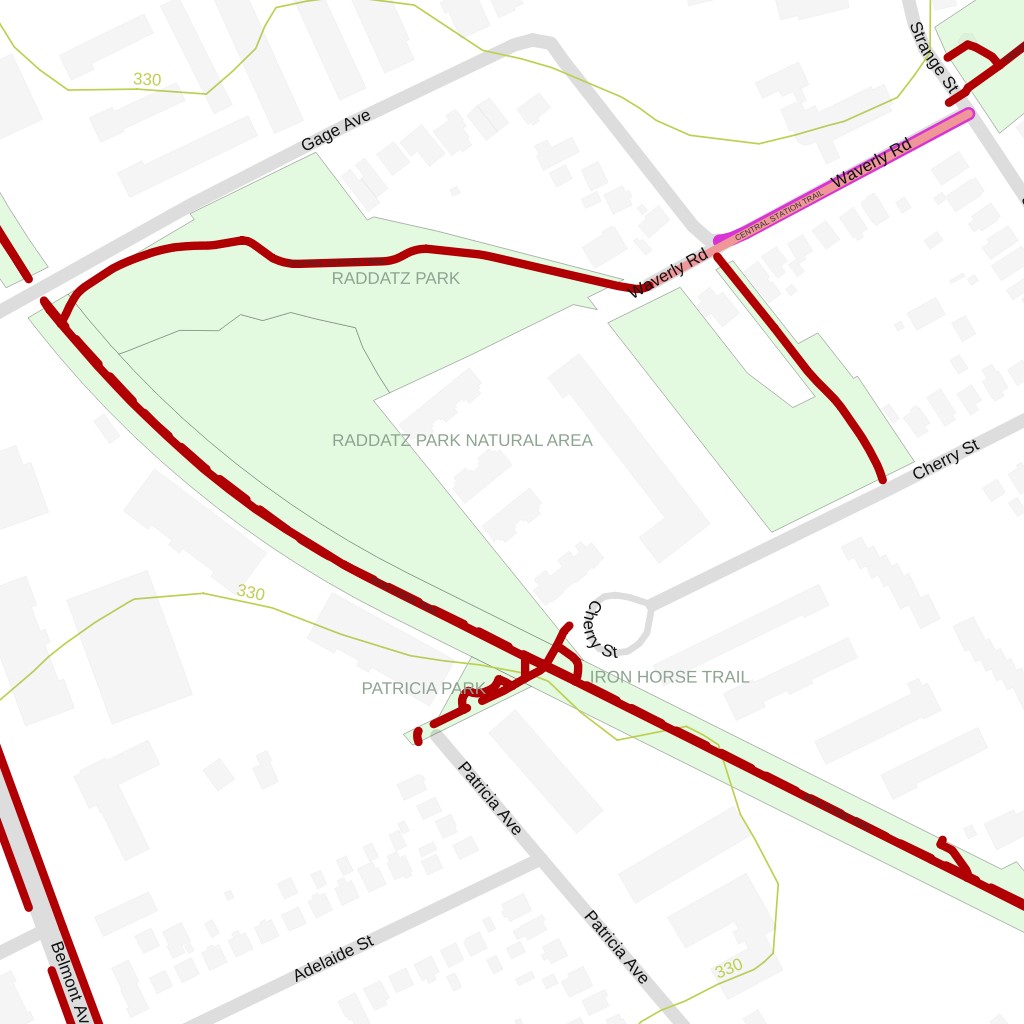 Strange St
330
Gage Ave
Waverly Rd
CENTRAL STATION TRAIL
Waverly Rd
RADDATZ PARK
RADDATZ PARK NATURAL AREA
Cherry St
330
Cherry St
IRON HORSE TRAIL
PATRICIA PARK
Patricia Ave
Patricia Ave
Adelaide St
Belmont Av
330